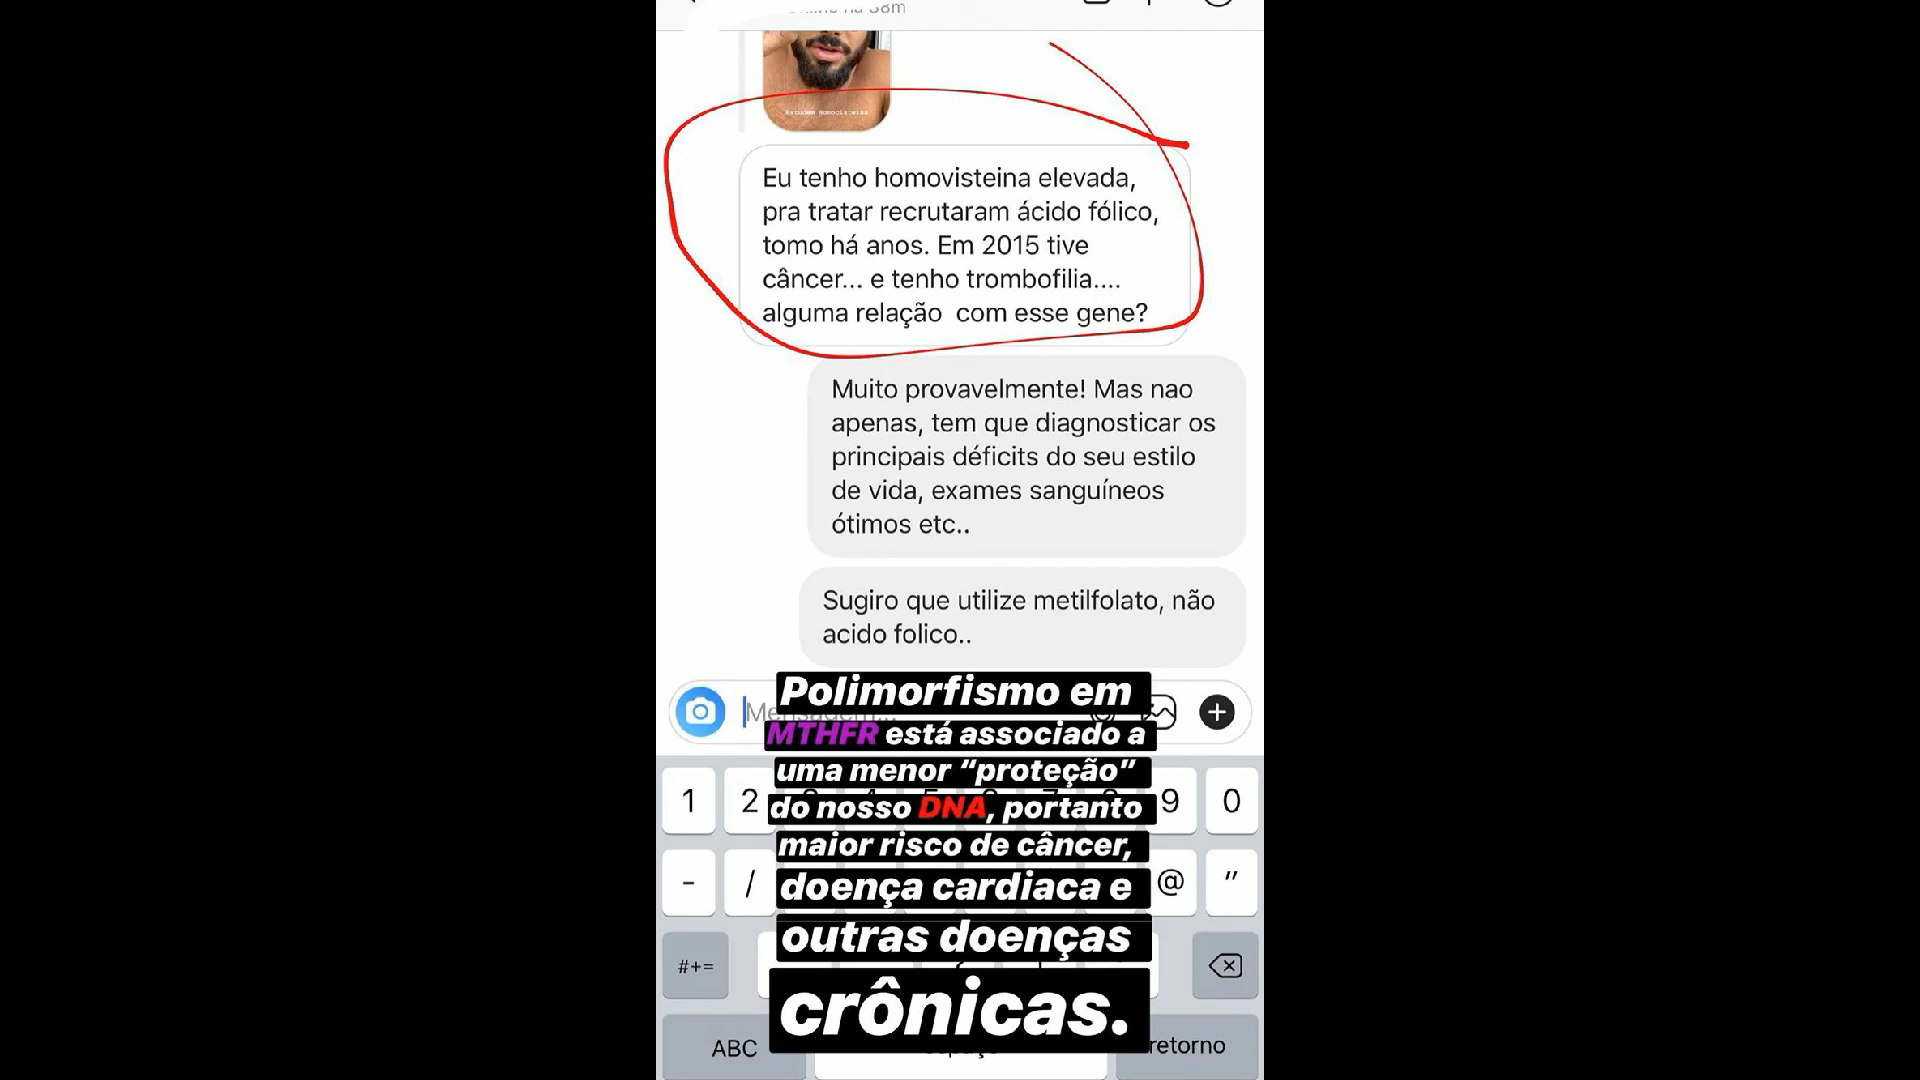 Estudem Homocisteína
Eu tenho homovisteina elevada,
pra tratar recrutaram ácido fólico,
tomo há anos. Em 2015 tive
câncer... e tenho trombofilia....
alguma relação com esse gene?
Muito provavelmente! Mas nao
apenas, tem que diagnosticar os
principais déficits do seu estilo
de vida, exames sanguíneos
ótimos etc..
Sugiro que utilize metilfolato, não
acido folico..
Polimorfismo em
MTHFR está associado a
uma menor “proteção”
do nosso DNA, portanto
maior risco de câncer,
doença cardiaca e
outras doenças
crônicas.
1 2 9 0
- / @ "
#+=
ABC retorno